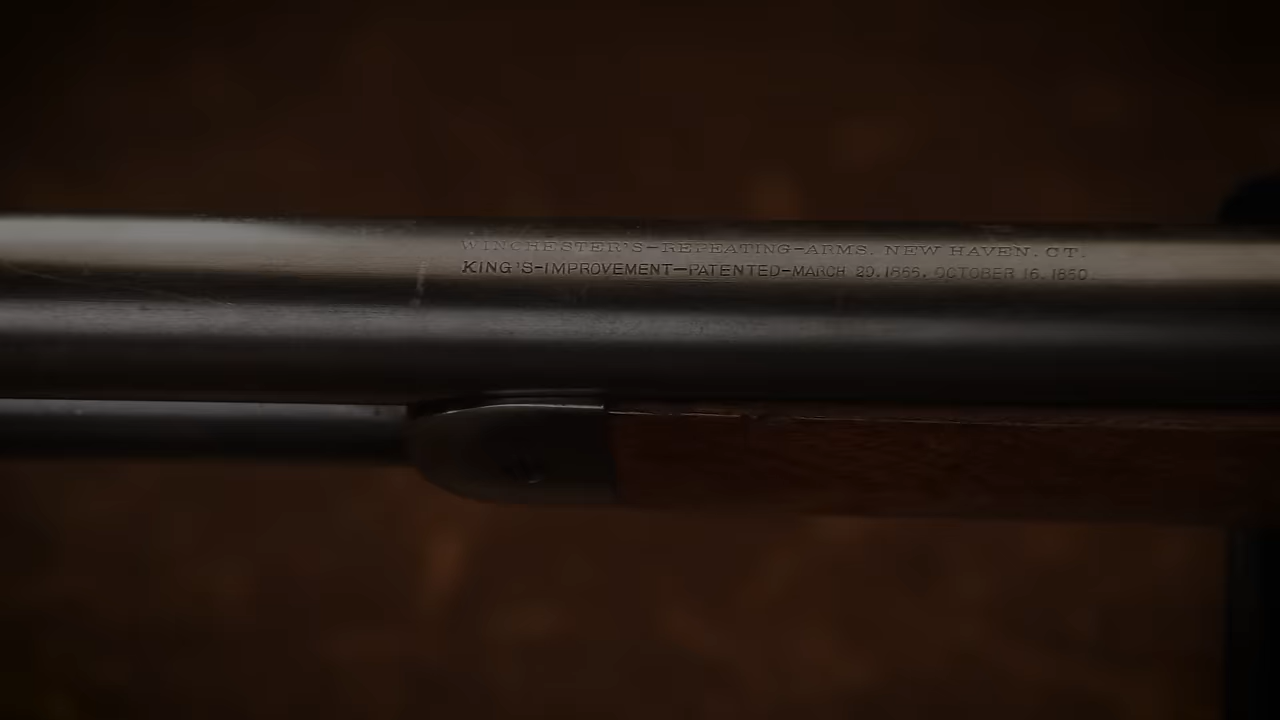 WINCHESTER'S-REPEATING-ARMS. NEW HAVEN. CT.
KING'S-IMPROVEMENT-PATENTED-MARCH 29. 1866. OCTOBER 16. 1860.